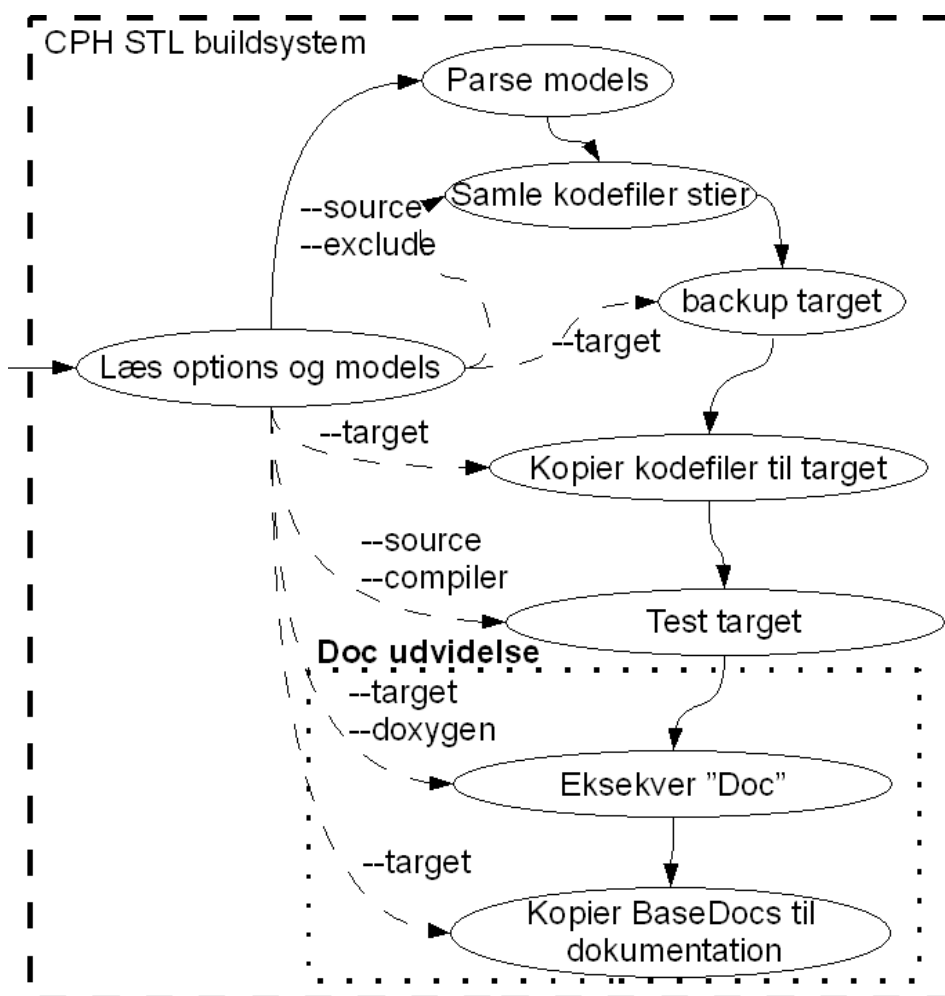 CPH STL buildsystem
Parse models
--source
--exclude
Samle kodefiler stier
backup target
--target
Læs options og models
--target
Kopier kodefiler til target
--source
--compiler
Test target
Doc udvidelse
--target
--doxygen
Eksekver ”Doc”
--target
Kopier BaseDocs til
dokumentation